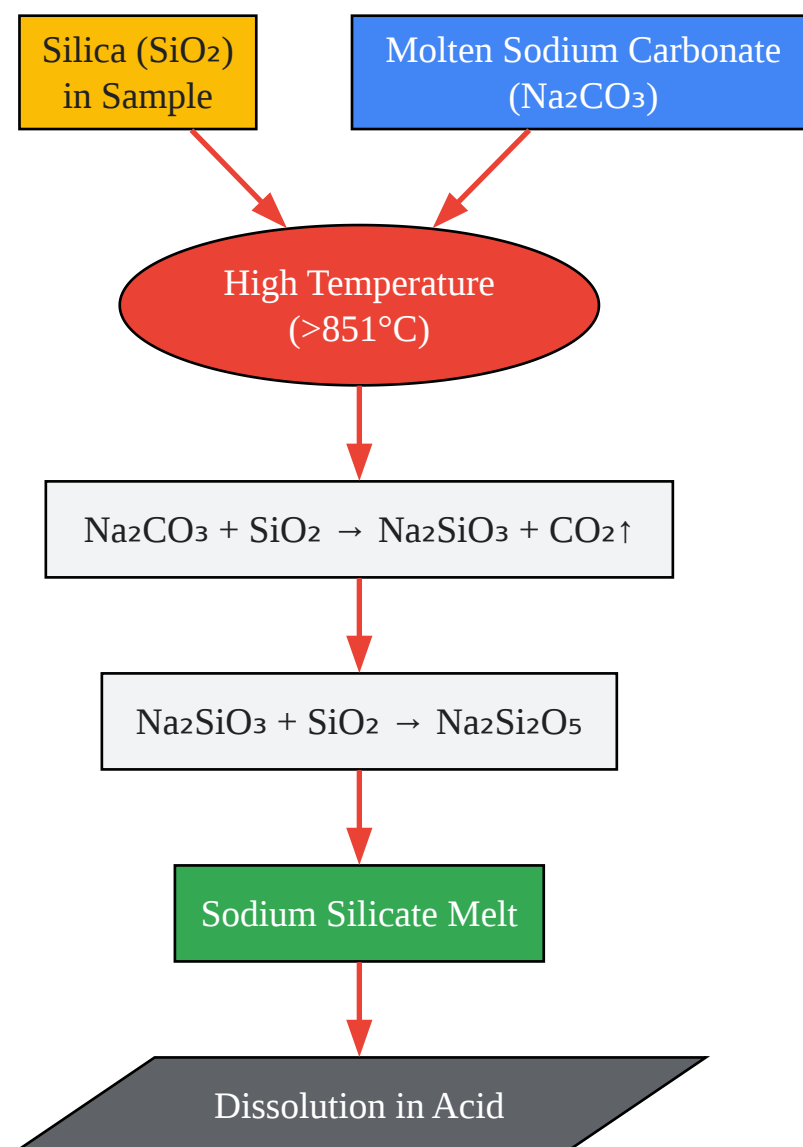 Silica (SiO₂)
in Sample
Molten Sodium Carbonate
(Na₂CO₃)
High Temperature
(>851°C)
Na₂CO₃ + SiO₂ → Na₂SiO₃ + CO₂↑
Na₂SiO₃ + SiO₂ → Na₂Si₂O₅
Sodium Silicate Melt
Dissolution in Acid